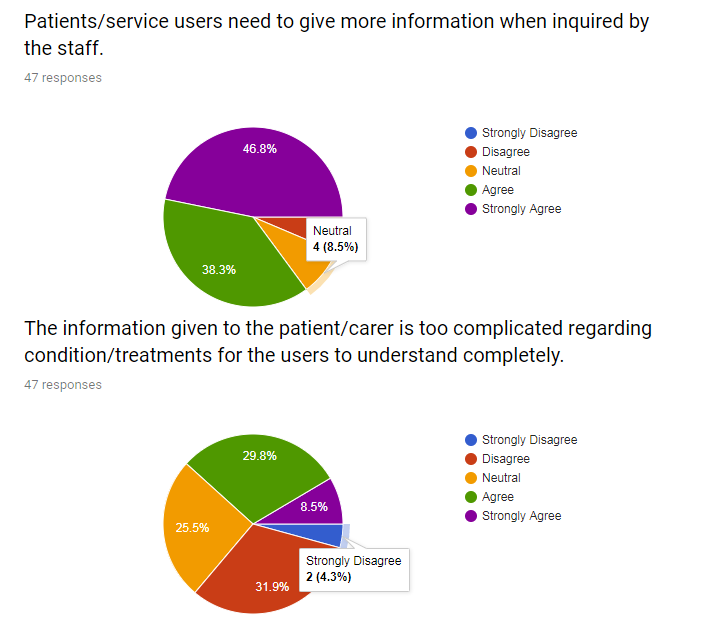 Patients/service users need to give more information when inquired by
the staff.
47 responses
46.8%
38.3%
Neutral
4 (8.5%)
Strongly Disagree
Disagree
Neutral
Agree
Strongly Agree
The information given to the patient/carer is too complicated regarding
condition/treatments for the users to understand completely.
47 responses
29.8%
8.5%
25.5%
31.9%
Strongly Disagree
2 (4.3%)
Strongly Disagree
Disagree
Neutral
Agree
Strongly Agree